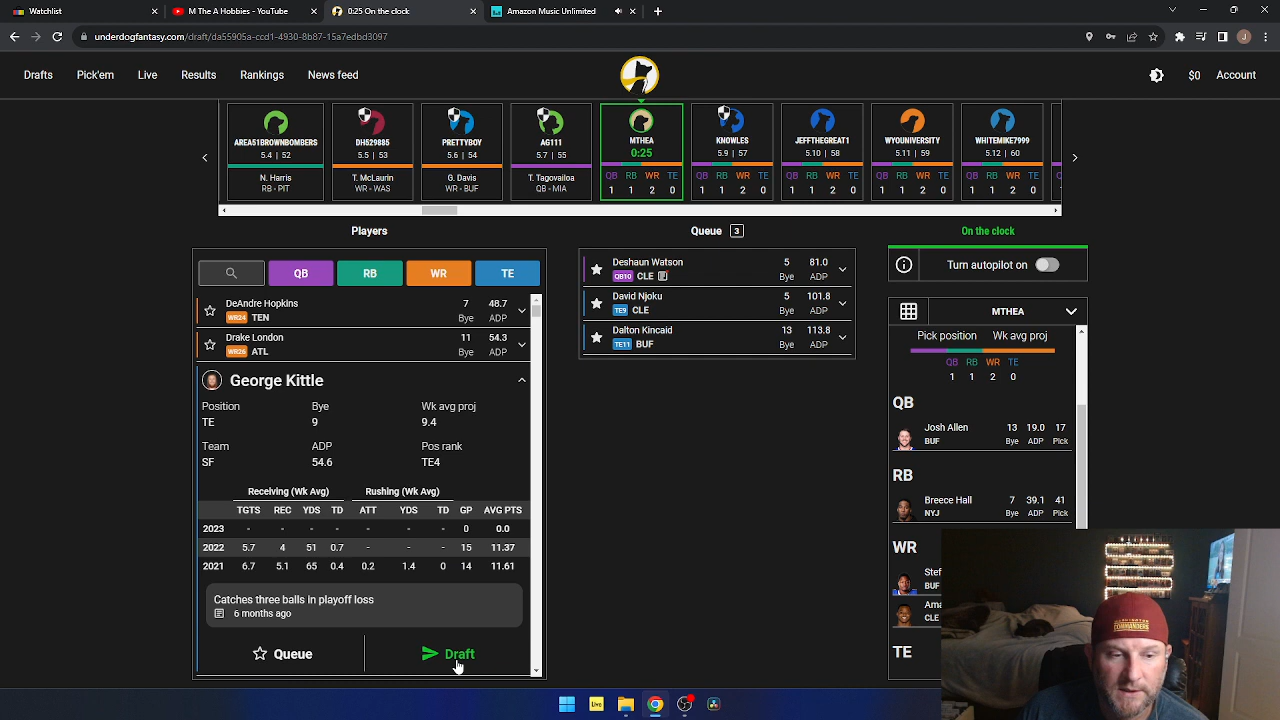 Watchlist
M The A Hobbies - YouTube
0:25 On the clock
Amazon Music Unlimited
underdogfantasy.com/draft/da55905a-ccd1-4930-8b87-15a7edbd3097
J
Drafts Pick'em Live Results Rankings News feed
$0 Account
AREA51BROWNBOMBERS
5.4 | 52
N. Harris
RB - PIT
DH529885
5.5 | 53
T. McLaurin
WR - WAS
PRETTYBOY
5.6 | 54
G. Davis
WR - BUF
AG111
5.7 | 55
T. Tagovailoa
QB - MIA
MTHEA
0:25
QB RB WR TE
1 1 2 0
KNOWLES
5.9 | 57
QB RB WR TE
1 1 2 0
JEFFTHEGREAT1
5.10 | 58
QB RB WR TE
1 1 2 0
WYOUNIVERSITY
5.11 | 59
QB RB WR TE
1 1 2 0
WHITEMIKE7999
5.12 | 60
QB RB WR TE
1 1 2 0
Players
QB RB WR TE
DeAndre Hopkins 7 48.7
WR24 TEN Bye ADP
Drake London 11 54.3
WR26 ATL Bye ADP
George Kittle
Position Bye Wk avg proj
TE 9 9.4
Team ADP Pos rank
SF 54.6 TE4
Receiving (Wk Avg) Rushing (Wk Avg)
TGTS REC YDS TD ATT YDS TD GP AVG PTS
2023 - - - - - - - 0 0.0
2022 5.7 4 51 0.7 - - - 15 11.37
2021 6.7 5.1 65 0.4 0.2 1.4 0 14 11.61
Catches three balls in playoff loss
6 months ago
Queue Draft
Queue 3
Deshaun Watson 5 81.0
QB10 CLE Bye ADP
David Njoku 5 101.8
TE9 CLE Bye ADP
Dalton Kincaid 13 113.8
TE11 BUF Bye ADP
On the clock
Turn autopilot on
MTHEA
Pick position Wk avg proj
QB RB WR TE
1 1 2 0
QB
Josh Allen 13 19.0 17
BUF Bye ADP Pick
RB
Breece Hall 7 39.1 41
NYJ Bye ADP Pick
WR
Stef
BUF
Ama
CLE
TE
WASHINGTON
COMMANDERS
Live